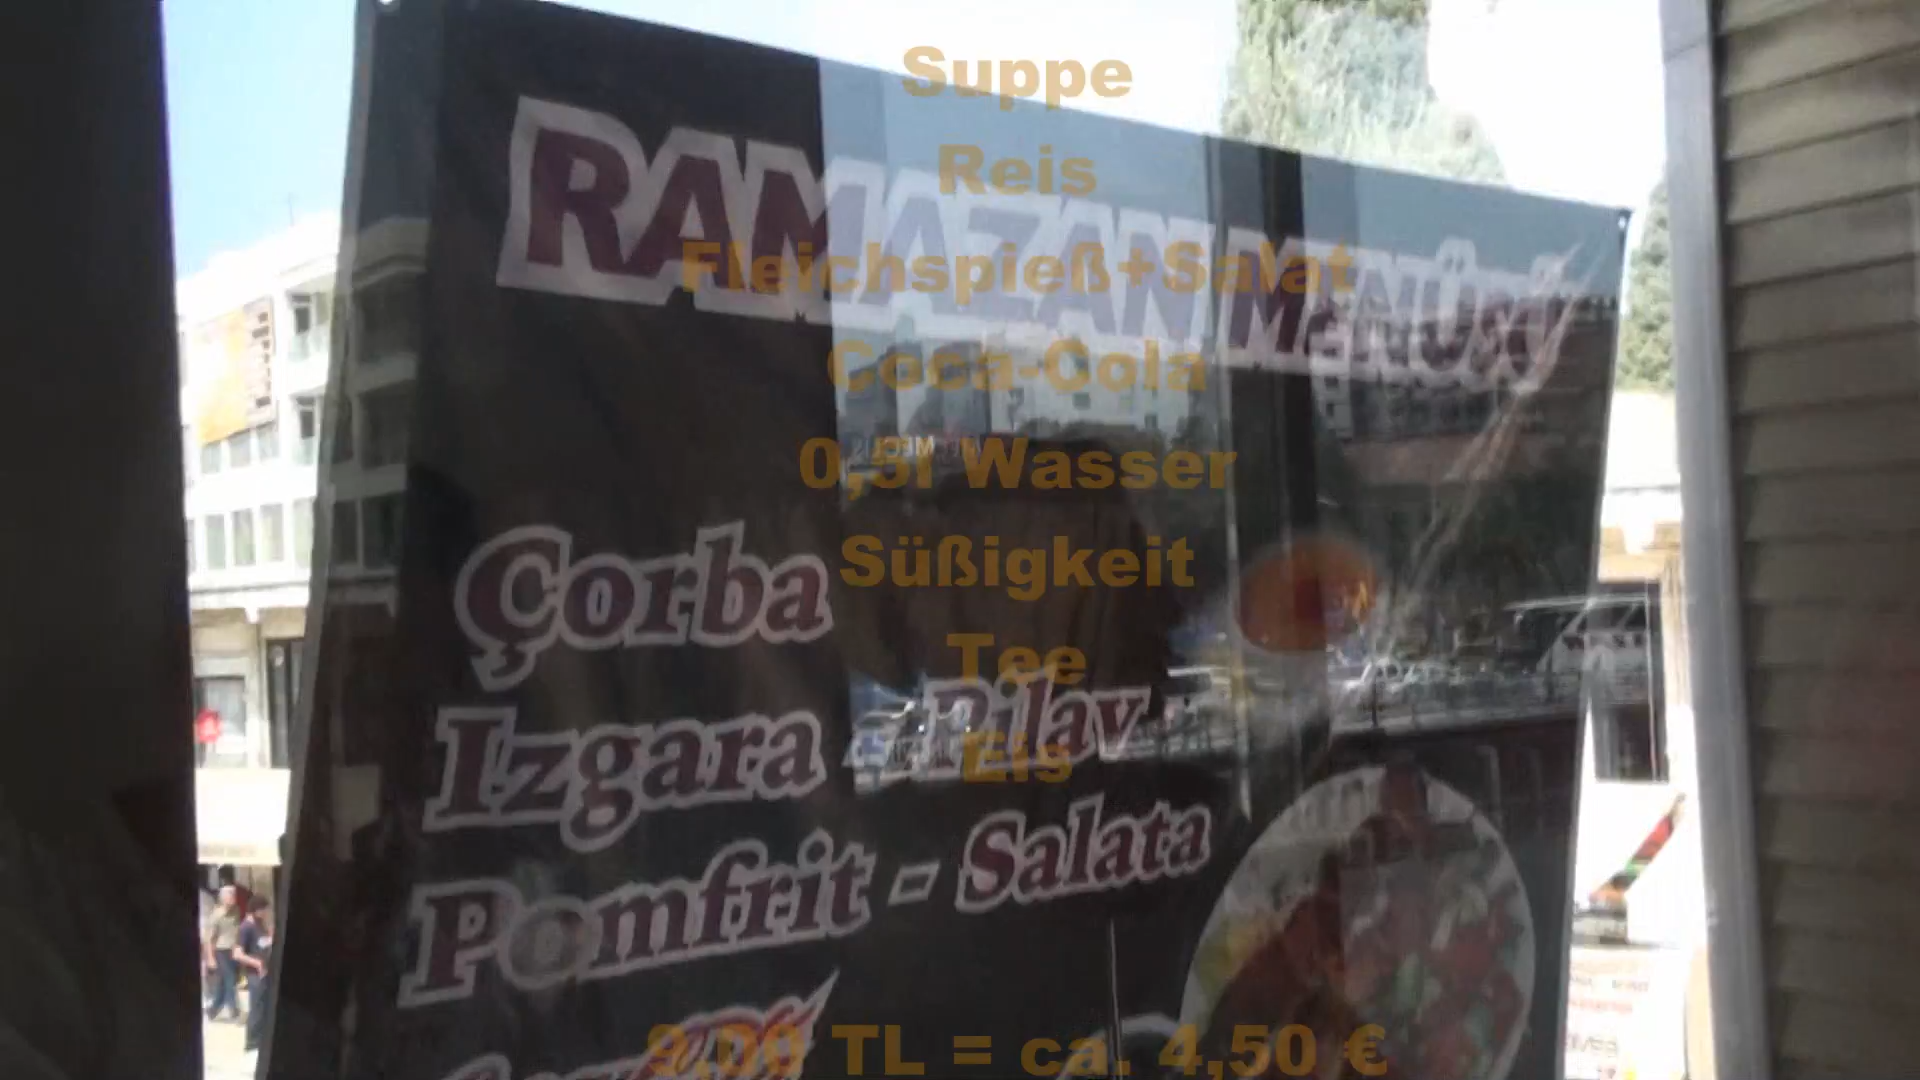 Suppe
Reis
RAMAZAN MENÜSÜ
Fleichspieß+Salat
Coca-Cola
0,5l Wasser
Süßigkeit
Çorba
Tee
Izgara - Pilav
Eis
Pomfrit - Salata
9.00 TL = ca. 4,50 €